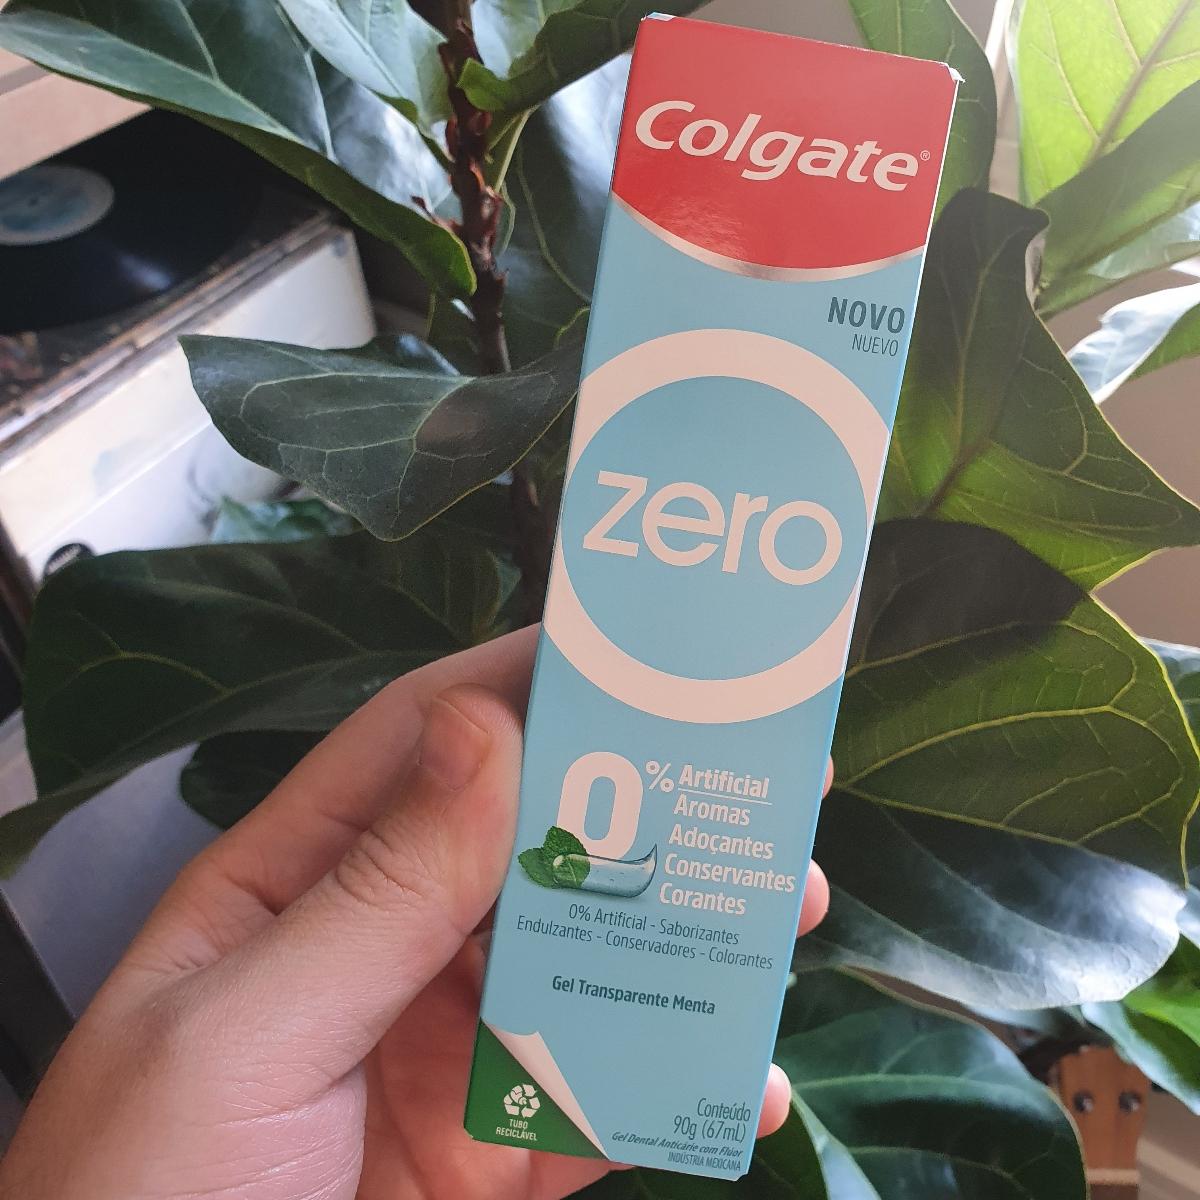 Colgate®
NOVO
NUEVO
zero
0% Artificial
Aromas
Adoçantes
Conservantes
Corantes
0% Artificial - Saborizantes
Endulzantes - Conservadores - Colorantes
Gel Transparente Menta
TUBO
RECICLÁVEL
Conteúdo
90g (67mL)
Gel Dental Anticárie com Flúor
INDÚSTRIA MEXICANA